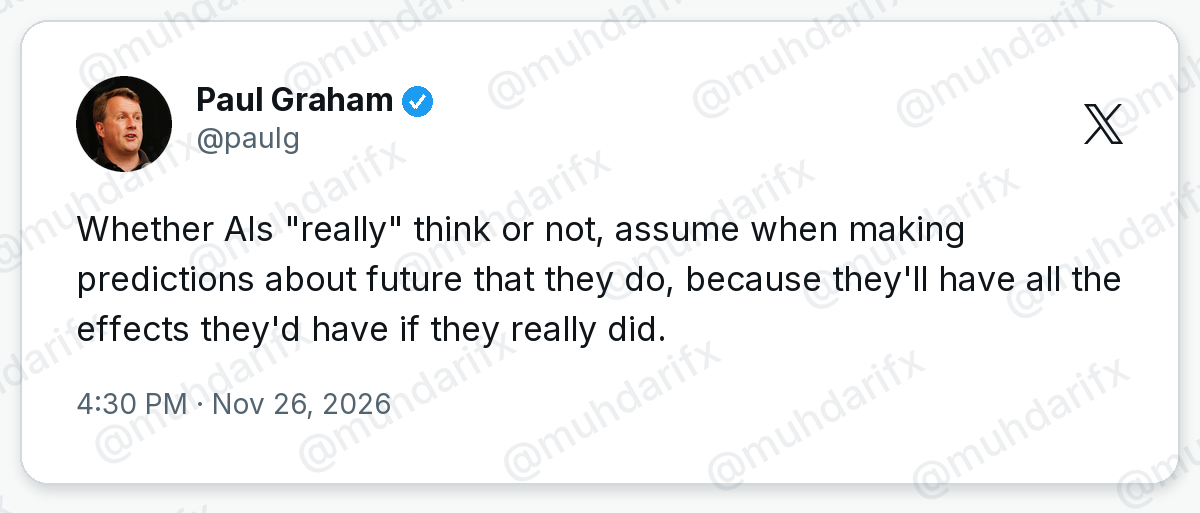 Paul Graham
@paulg
Whether AIs "really" think or not, assume when making
predictions about future that they do, because they'll have all the
effects they'd have if they really did.
4:30 PM · Nov 26, 2026
@muhdarifx